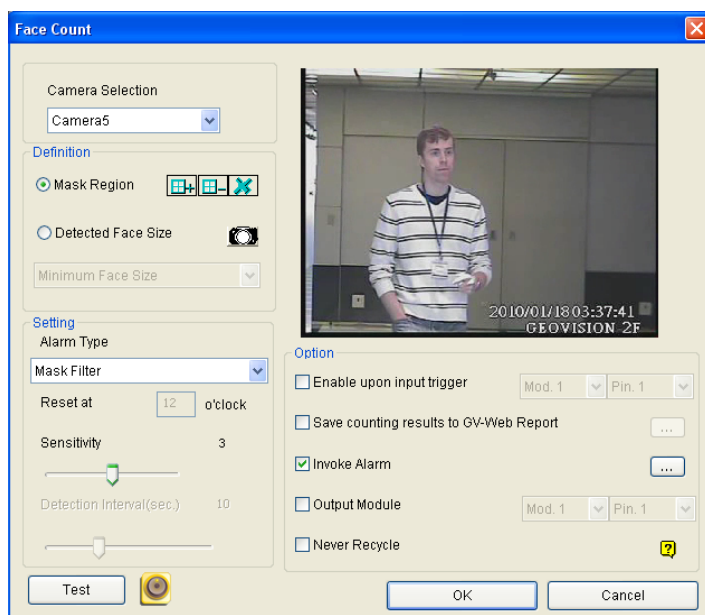 Face Count
Camera Selection
Camera5
Definition
Mask Region
Detected Face Size
Minimum Face Size
Setting
Alarm Type
Mask Filter
Reset at 12 o'clock
Sensitivity 3
Detection Interval(sec.) 10
Test
2010/01/18 03:37:41
GEOVISION 2F
Option
Enable upon input trigger Mod. 1 Pin. 1
Save counting results to GV-Web Report ...
Invoke Alarm ...
Output Module Mod. 1 Pin. 1
Never Recycle ?
OK Cancel